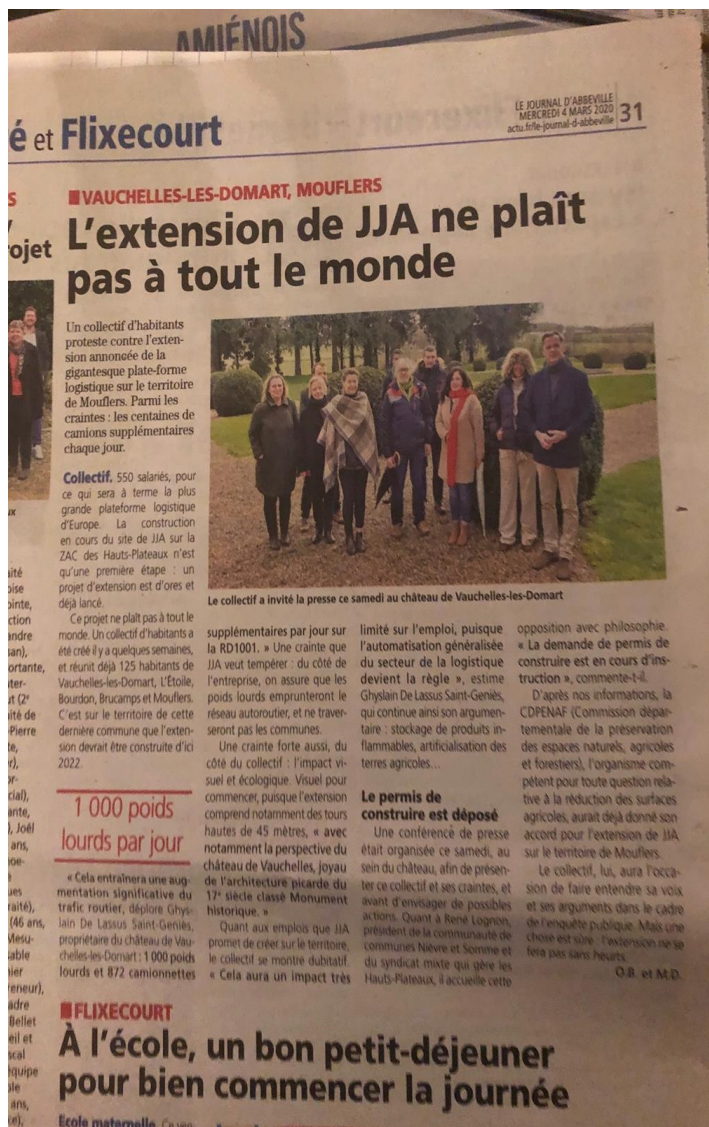 AMIÉNOIS
é et Flixecourt
LE JOURNAL D'ABBEVILLE
MERCREDI 4 MARS 2020
actu.fr/le-journal-d-abbeville
31
VAUCHELLES-LES-DOMART, MOUFLERS
L'extension de JJA ne plaît
pas à tout le monde
Un collectif d'habitants
proteste contre l'exten-
sion annoncée de la
gigantesque plate-forme
logistique sur le territoire
de Mouflers. Parmi les
craintes : les centaines de
camions supplémentaires
chaque jour.
Collectif. 550 salariés, pour
ce qui sera à terme la plus
grande plateforme logistique
d'Europe. La construction
en cours du site de JJA sur la
ZAC des Hauts-Plateaux n'est
qu'une première étape : un
projet d'extension est d'ores et
déjà lancé.
Ce projet ne plaît pas à tout le
monde. Un collectif d'habitants a
été créé il y a quelques semaines,
et réunit déjà 125 habitants de
Vauchelles-les-Domart, L'Étoile,
Bourdon, Brucamps et Mouflers.
C'est sur le territoire de cette
dernière commune que l'exten-
sion devrait être construite d'ici
2022.
1 000 poids
lourds par jour
« Cela entraînera une aug-
mentation significative du
trafic routier, déplore Ghys-
lain De Lassus Saint-Geniès,
propriétaire du château de Vau-
chelles-les-Domart : 1 000 poids
lourds et 872 camionnettes
Le collectif a invité la presse ce samedi au château de Vauchelles-les-Domart
supplémentaires par jour sur
la RD1001. » Une crainte que
JJA veut tempérer : du côté de
l'entreprise, on assure que les
poids lourds emprunteront le
réseau autoroutier, et ne traver-
seront pas les communes.
Une crainte forte aussi, du
côté du collectif : l'impact vi-
suel et écologique. Visuel pour
commencer, puisque l'extension
comprend notamment des tours
hautes de 45 mètres, « avec
notamment la perspective du
château de Vauchelles, joyau
de l'architecture picarde du
17e siècle classé Monument
historique. »
Quant aux emplois que JJA
promet de créer sur le territoire,
le collectif se montre dubitatif.
« Cela aura un impact très
limité sur l'emploi, puisque
l'automatisation généralisée
du secteur de la logistique
devient la règle », estime
Ghyslain De Lassus Saint-Geniès,
qui continue ainsi son argumen-
taire : stockage de produits in-
flammables, artificialisation des
terres agricoles...
Le permis de
construire est déposé
Une conférence de presse
était organisée ce samedi, au
sein du château, afin de présen-
ter ce collectif et ses craintes, et
avant d'envisager de possibles
actions. Quant à René Lognon,
président de la communauté de
communes Nièvre et Somme et
du syndicat mixte qui gère les
Hauts-Plateaux, il accueille cette
opposition avec philosophie.
« La demande de permis de
construire est en cours d'ins-
truction », commente-t-il.
D'après nos informations, la
CDPENAF (Commission dépar-
tementale de la préservation
des espaces naturels, agricoles
et forestiers), l'organisme com-
pétent pour toute question rela-
tive à la réduction des surfaces
agricoles, aurait déjà donné son
accord pour l'extension de JJA
sur le territoire de Mouflers.
Le collectif, lui, aura l'occa-
sion de faire entendre sa voix
et ses arguments dans le cadre
de l'enquête publique. Mais une
chose est sûre : l'extension ne se
fera pas sans heurts.
O.B. et M.D.
FLIXECOURT
À l'école, un bon petit-déjeuner
pour bien commencer la journée
École maternelle.